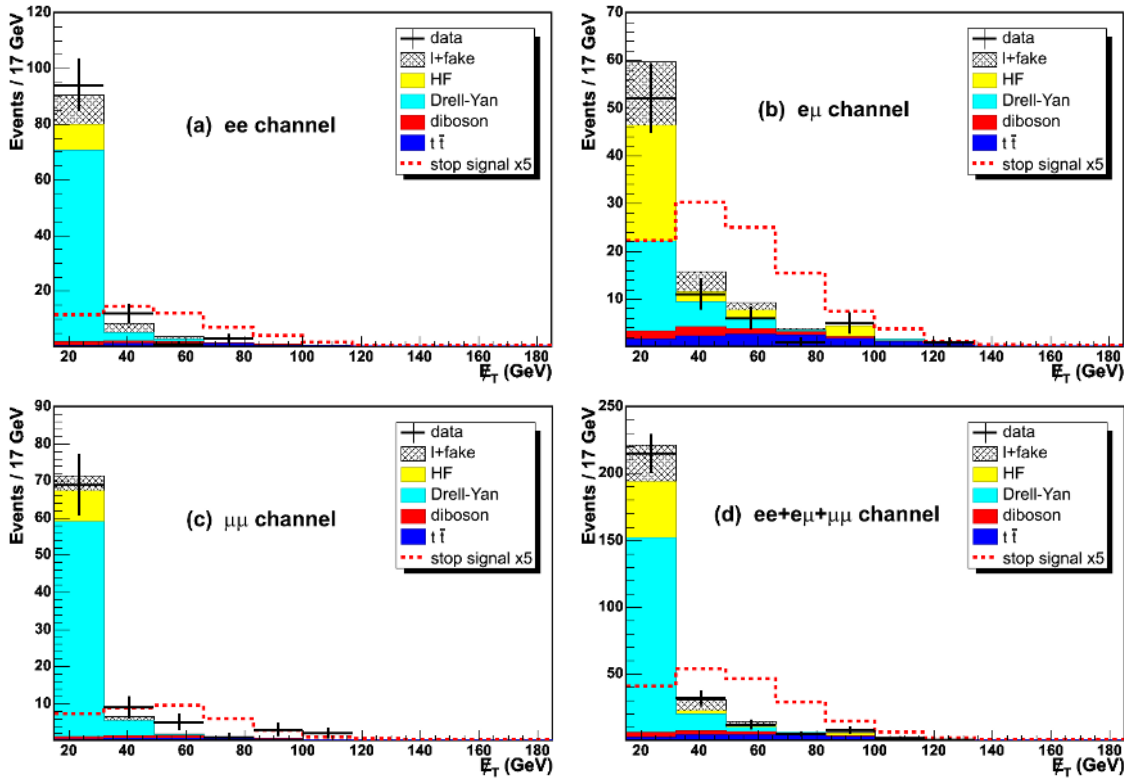 Events / 17 GeV
120
100
80
60
40
20
(a) ee channel
data
l+fake
HF
Drell-Yan
diboson
t t̄
stop signal x5
20 40 60 80 100 120 140 160 180
E̸_T (GeV)
Events / 17 GeV
70
60
50
40
30
20
10
(b) eμ channel
data
l+fake
HF
Drell-Yan
diboson
t t̄
stop signal x5
20 40 60 80 100 120 140 160 180
E̸_T (GeV)
Events / 17 GeV
90
80
70
60
50
40
30
20
10
(c) μμ channel
data
l+fake
HF
Drell-Yan
diboson
t t̄
stop signal x5
20 40 60 80 100 120 140 160 180
E̸_T (GeV)
Events / 17 GeV
250
200
150
100
50
(d) ee+eμ+μμ channel
data
l+fake
HF
Drell-Yan
diboson
t t̄
stop signal x5
20 40 60 80 100 120 140 160 180
E̸_T (GeV)